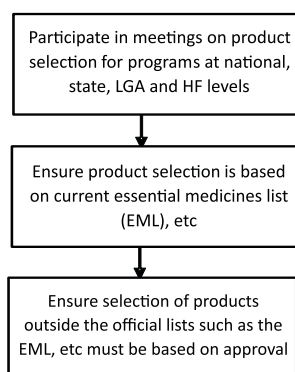 Participate in meetings on product
selection for programs at national,
state, LGA and HF levels
Ensure product selection is based
on current essential medicines list
(EML), etc
Ensure selection of products
outside the official lists such as the
EML, etc must be based on approval